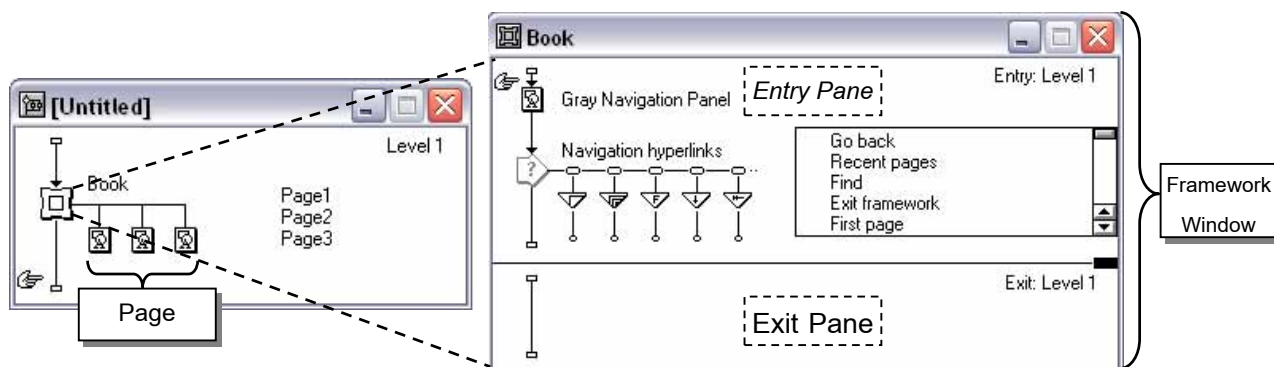 [Untitled]
Level 1
Book
Page1
Page2
Page3
Page
Book
Entry Pane
Entry: Level 1
Gray Navigation Panel
Navigation hyperlinks
?
F
Go back
Recent pages
Find
Exit framework
First page
Exit: Level 1
Exit Pane
Framework
Window